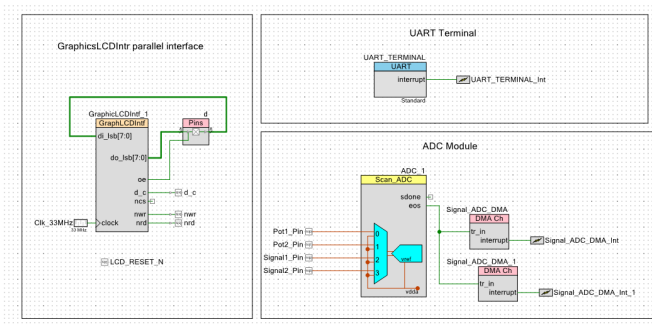 GraphicsLCDIntr parallel interface
GraphicLCDIntf_1
GraphLCDIntf
di_lsb[7:0]
do_lsb[7:0]
oe
d_c
ncs
nwr
nrd
clock
d
Pins
d_c
nwr
nrd
Clk_33MHz
33 MHz
LCD_RESET_N
UART Terminal
UART_TERMINAL
UART
interrupt
UART_TERMINAL_Int
Standard
ADC Module
ADC_1
Scan_ADC
sdone
eos
Pot1_Pin
Pot2_Pin
Signal1_Pin
Signal2_Pin
0
1
2
3
vref
vdda
Signal_ADC_DMA
DMA Ch
tr_in
interrupt
Signal_ADC_DMA_Int
Signal_ADC_DMA_1
DMA Ch
tr_in
interrupt
Signal_ADC_DMA_Int_1